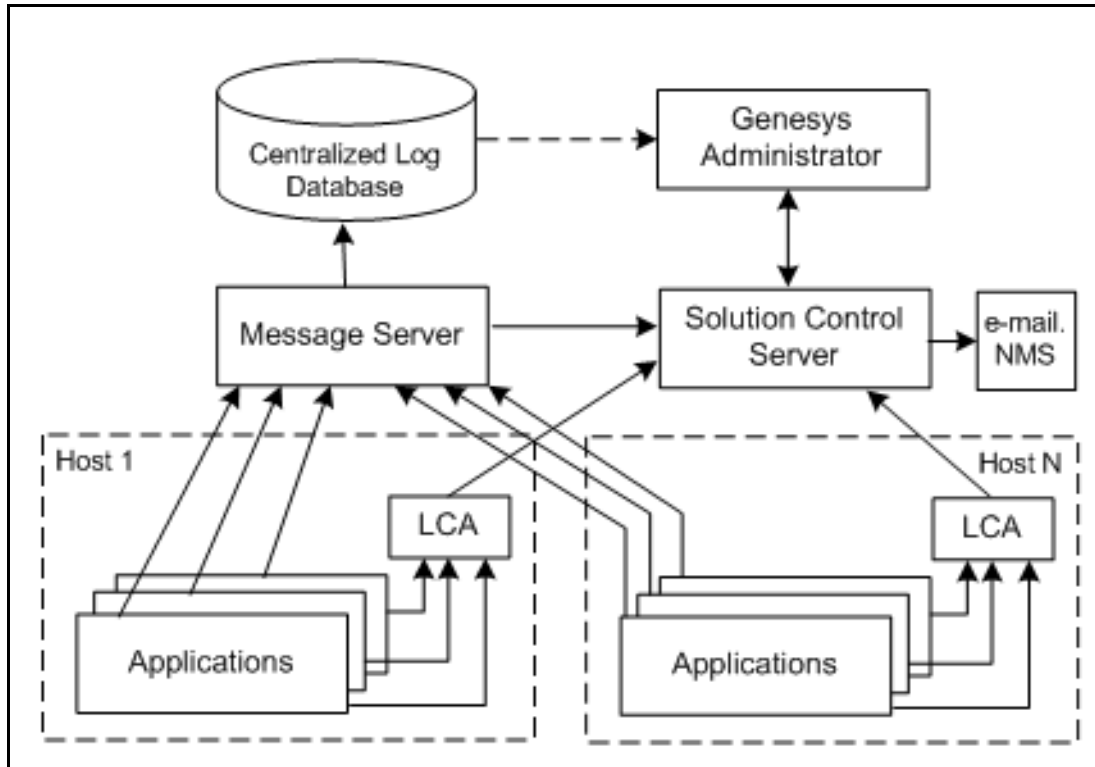 Centralized Log
Database
Genesys
Administrator
Message Server
Solution Control
Server
e-mail.
NMS
Host 1
LCA
Applications
Host N
LCA
Applications